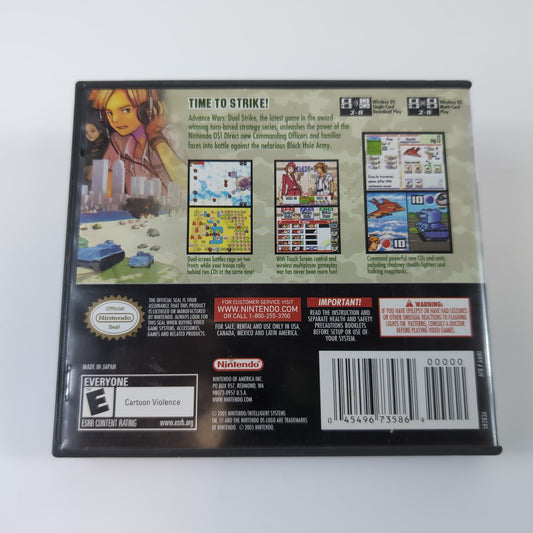 TIME TO STRIKE!
Advance Wars: Dual Strike, the latest game in the award-
winning turn-based strategy series, unleashes the power of the
Nintendo DS! Direct new Commanding Officers and familiar
faces into battle against the nefarious Black Hole Army.
Wireless DS
Single-Card
Download Play
2-8
Wireless DS
Multi-Card
Play
2-8
Dual-screen battles rage on two
fronts while your troops rally
behind two COs at the same time!
With Touch Screen control and
wireless multiplayer gameplay,
war has never been more fun!
Command powerful new COs and units,
including shadowy stealth fighters and
hulking megatanks.
10
10
Official
Nintendo
Seal
THE OFFICIAL SEAL IS YOUR
ASSURANCE THAT THIS PRODUCT
IS LICENSED OR MANUFACTURED
BY NINTENDO. ALWAYS LOOK FOR
THIS SEAL WHEN BUYING VIDEO
GAME SYSTEMS, ACCESSORIES,
GAMES AND RELATED PRODUCTS.
FOR CUSTOMER SERVICE VISIT
WWW.NINTENDO.COM
OR CALL 1-800-255-3700
FOR SALE, RENTAL AND USE ONLY IN USA,
CANADA, MEXICO AND LATIN AMERICA.
IMPORTANT!
READ THE INSTRUCTION AND
SEPARATE HEALTH AND SAFETY
PRECAUTIONS BOOKLETS
BEFORE SETUP OR USE OF
YOUR SYSTEM.
WARNING:
IF YOU HAVE EPILEPSY OR HAVE HAD SEIZURES
OR OTHER UNUSUAL REACTIONS TO FLASHING
LIGHTS OR PATTERNS, CONSULT A DOCTOR
BEFORE PLAYING VIDEO GAMES.
MADE IN JAPAN
EVERYONE
E
Cartoon Violence
ESRB CONTENT RATING
www.esrb.org
Nintendo
NINTENDO OF AMERICA INC.
PO BOX 957, REDMOND, WA
98073-0957 U.S.A
© 2005 NINTENDO/INTELLIGENT SYSTEMS
TM, ® AND THE NINTENDO DS LOGO ARE TRADEMARKS
OF NINTENDO. © 2005 NINTENDO.
00000
0 45496 73586 9